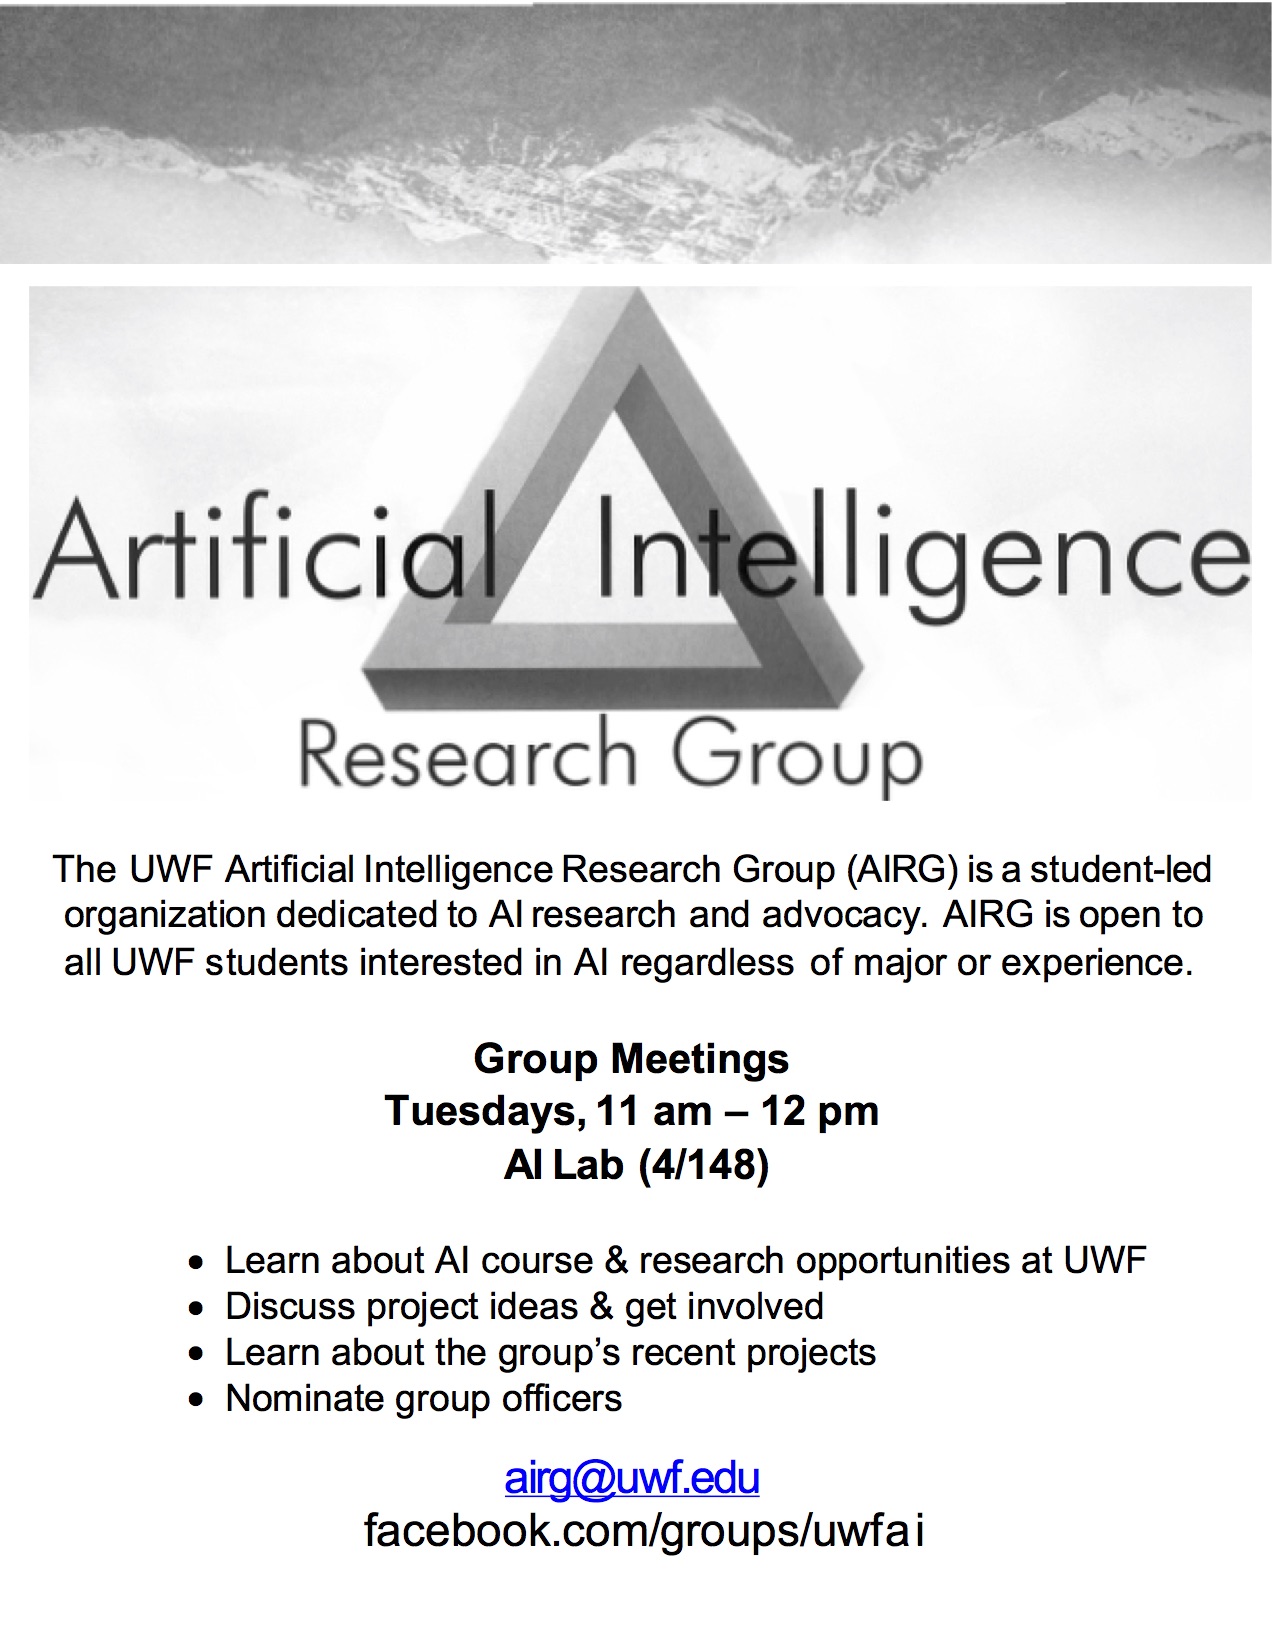 Artificial Intelligence
Research Group
The UWF Artificial Intelligence Research Group (AIRG) is a student-led
organization dedicated to AI research and advocacy. AIRG is open to
all UWF students interested in AI regardless of major or experience.
Group Meetings
Tuesdays, 11 am – 12 pm
AI Lab (4/148)
• Learn about AI course & research opportunities at UWF
• Discuss project ideas & get involved
• Learn about the group’s recent projects
• Nominate group officers
airg@uwf.edu
facebook.com/groups/uwfai